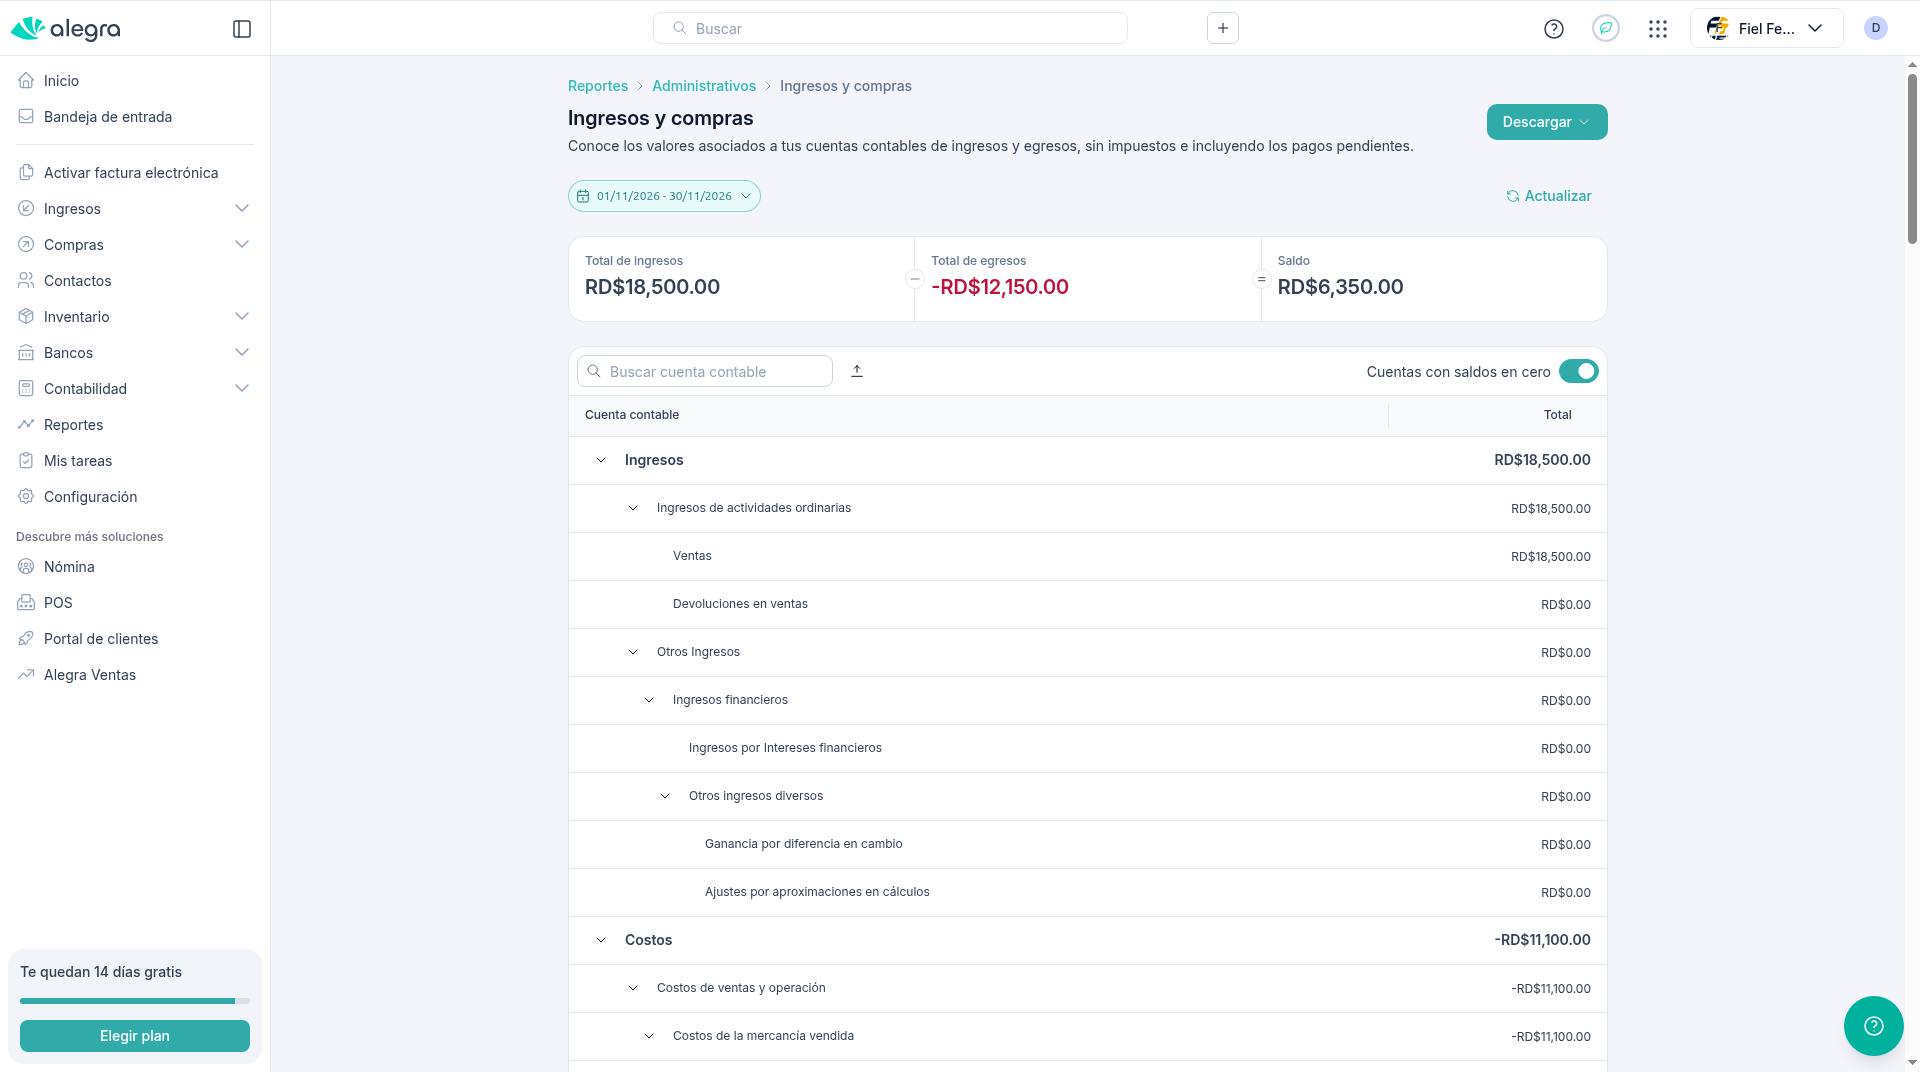 alegra
Buscar
Fiel Fe...
D
Inicio
Bandeja de entrada
Activar factura electrónica
Ingresos
Compras
Contactos
Inventario
Bancos
Contabilidad
Reportes
Mis tareas
Configuración
Descubre más soluciones
Nómina
POS
Portal de clientes
Alegra Ventas
Te quedan 14 días gratis
Elegir plan
Reportes > Administrativos > Ingresos y compras
Ingresos y compras
Descargar
Conoce los valores asociados a tus cuentas contables de ingresos y egresos, sin impuestos e incluyendo los pagos pendientes.
01/11/2026 - 30/11/2026
Actualizar
Total de ingresos
RD$18,500.00
−
Total de egresos
-RD$12,150.00
=
Saldo
RD$6,350.00
Buscar cuenta contable
Cuentas con saldos en cero
Cuenta contable Total
Ingresos RD$18,500.00
Ingresos de actividades ordinarias RD$18,500.00
Ventas RD$18,500.00
Devoluciones en ventas RD$0.00
Otros Ingresos RD$0.00
Ingresos financieros RD$0.00
Ingresos por Intereses financieros RD$0.00
Otros ingresos diversos RD$0.00
Ganancia por diferencia en cambio RD$0.00
Ajustes por aproximaciones en cálculos RD$0.00
Costos -RD$11,100.00
Costos de ventas y operación -RD$11,100.00
Costos de la mercancía vendida -RD$11,100.00